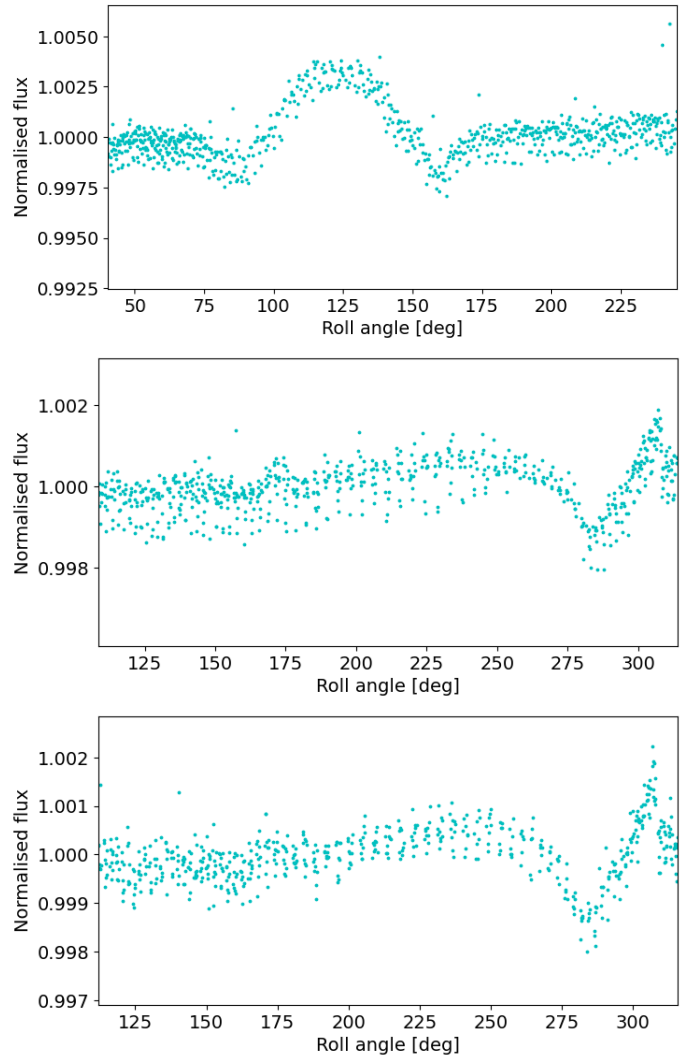 1.0050
1.0025
1.0000
0.9975
0.9950
0.9925
Normalised flux
50 75 100 125 150 175 200 225
Roll angle [deg]
1.002
1.000
0.998
Normalised flux
125 150 175 200 225 250 275 300
Roll angle [deg]
1.002
1.001
1.000
0.999
0.998
0.997
Normalised flux
125 150 175 200 225 250 275 300
Roll angle [deg]